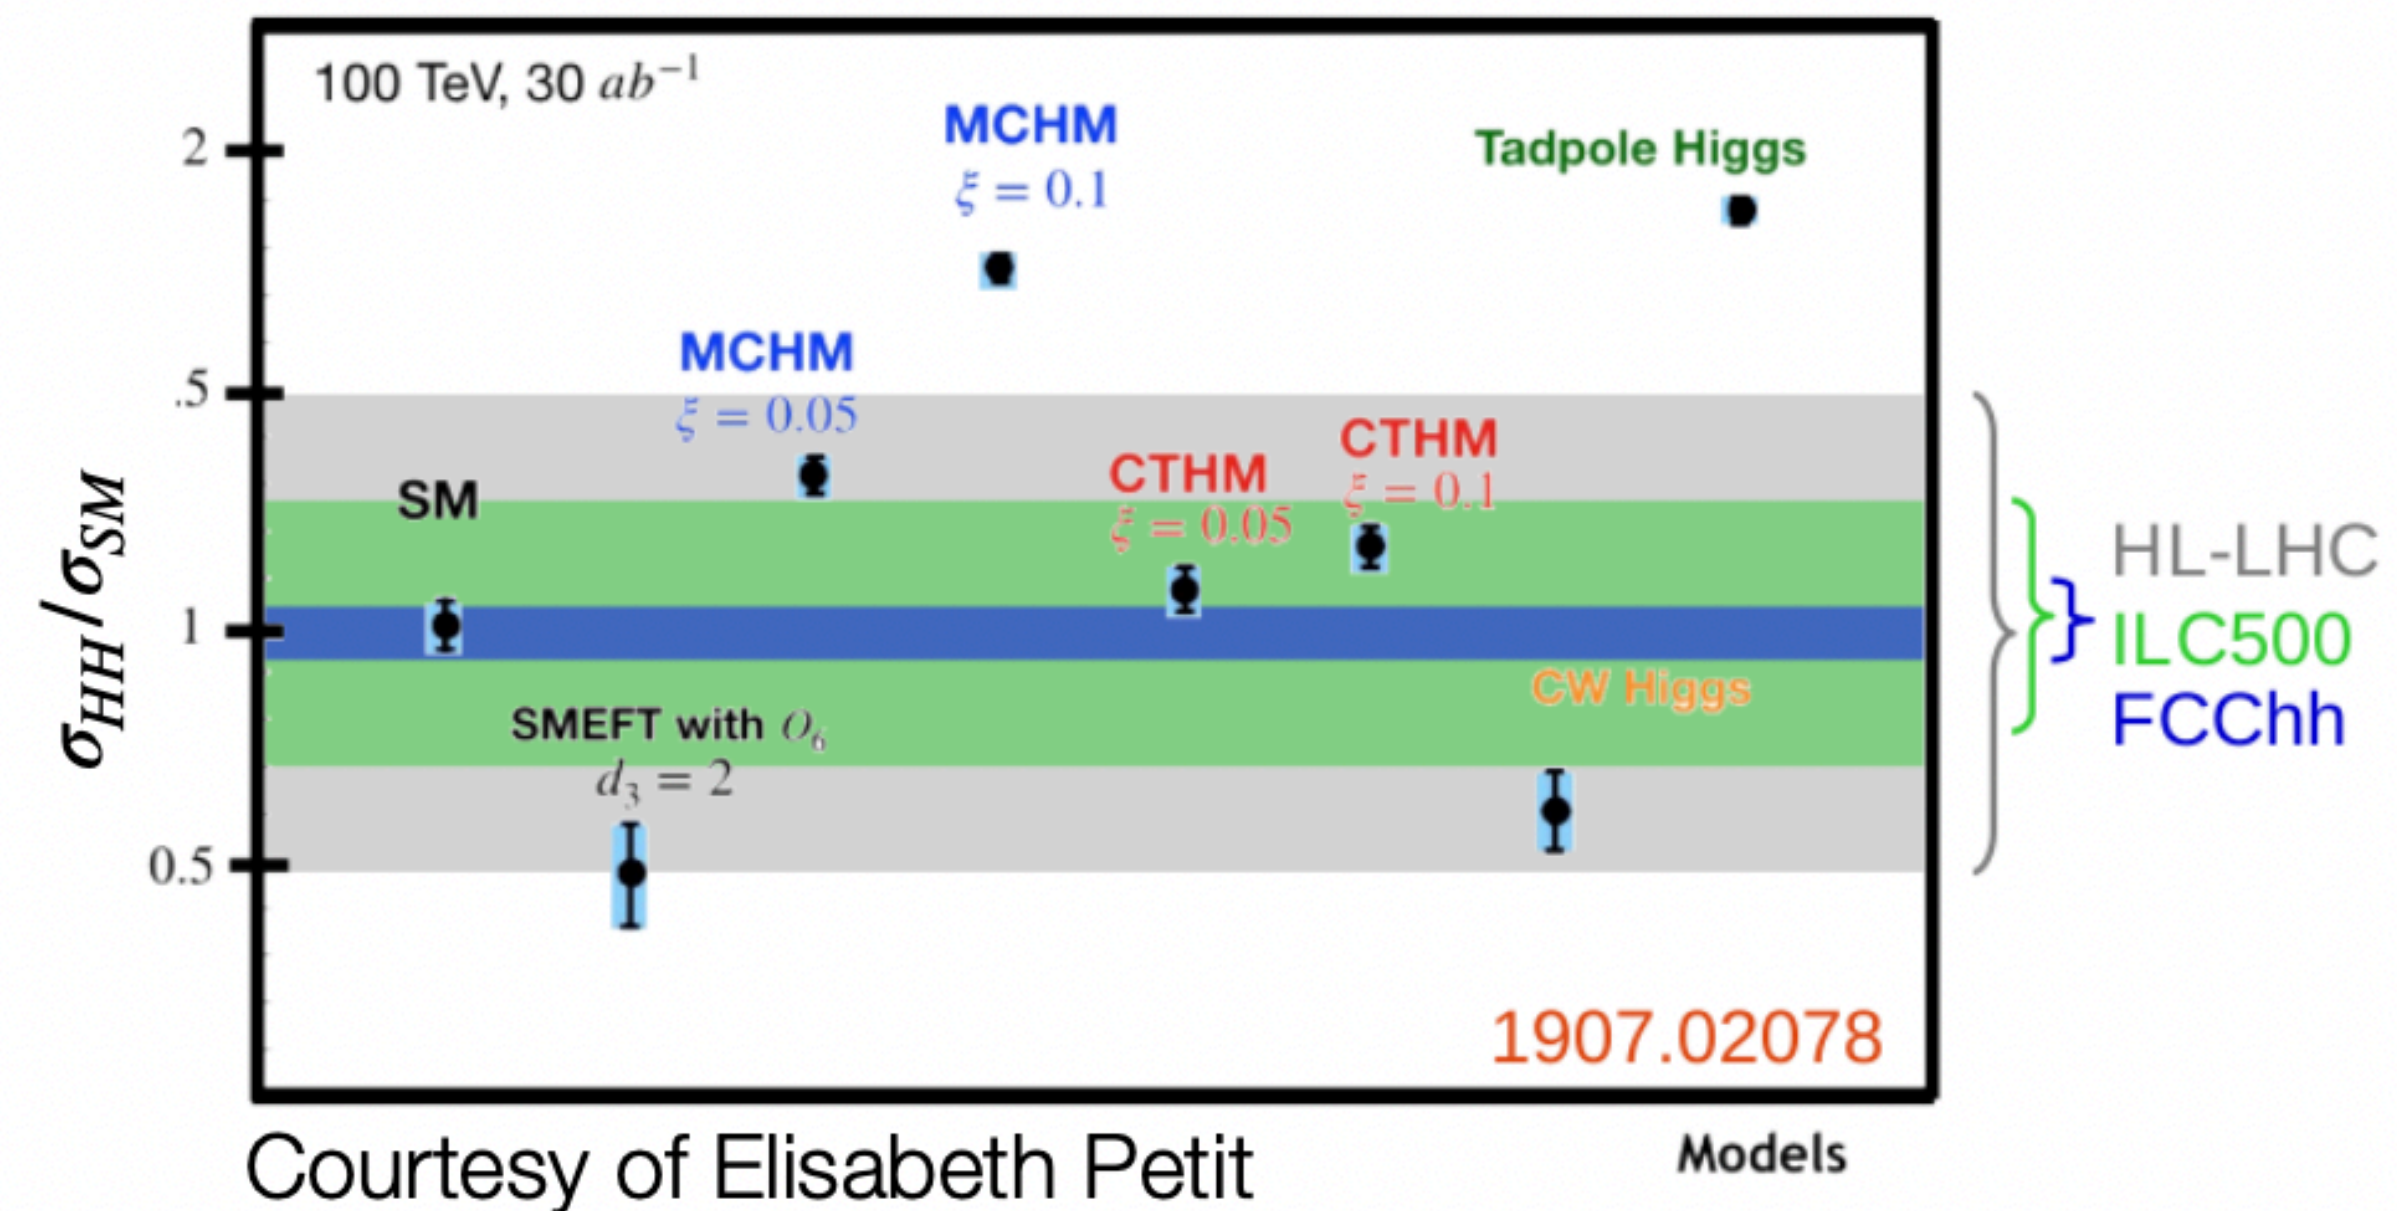 100 TeV, 30 ab⁻¹
2
.5
1
0.5
σ_HH/σ_SM
MCHM
ξ = 0.1
Tadpole Higgs
MCHM
ξ = 0.05
CTHM
ξ = 0.1
CTHM
ξ = 0.05
SM
CW Higgs
SMEFT with O₆
d₃ = 2
HL-LHC
ILC500
FCChh
1907.02078
Courtesy of Elisabeth Petit
Models